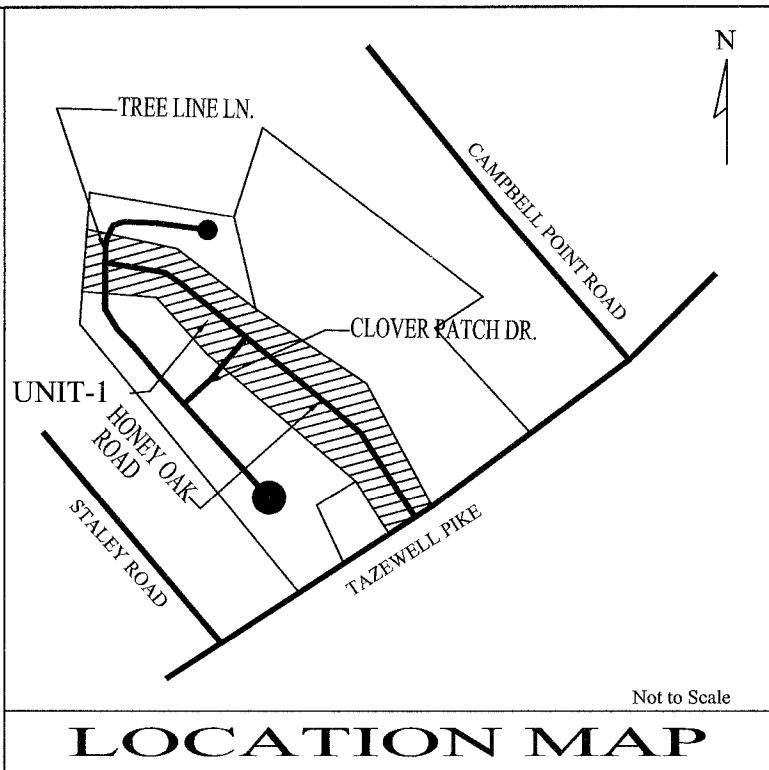 N
TREE LINE LN.
CAMPBELL POINT ROAD
CLOVER PATCH DR.
UNIT-1
HONEY OAK
ROAD
STALEY ROAD
TAZEWELL PIKE
Not to Scale
LOCATION MAP